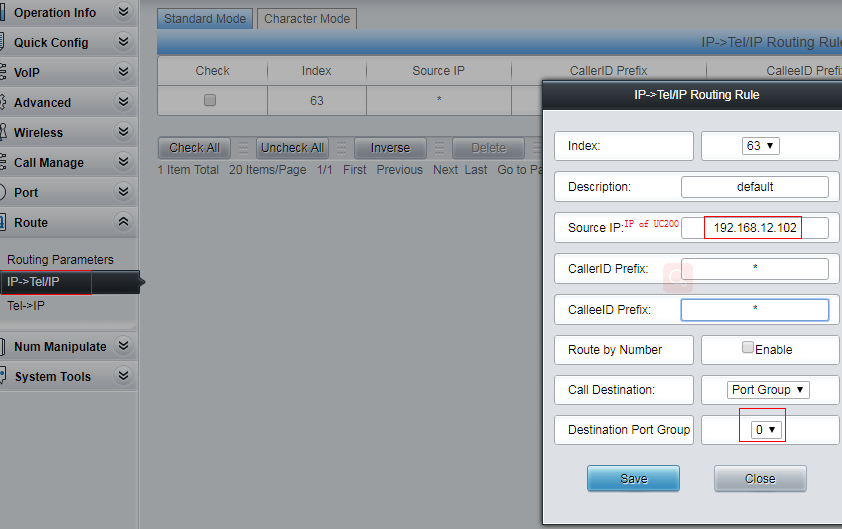 Operation Info
Quick Config
VoIP
Advanced
Wireless
Call Manage
Port
Route
Routing Parameters
IP->Tel/IP
Tel->IP
Num Manipulate
System Tools
Standard Mode Character Mode
IP->Tel/IP Routing Rule
Check Index Source IP CallerID Prefix CalleeID Prefi
63 *
Check All Uncheck All Inverse Delete
1 Item Total 20 Items/Page 1/1 First Previous Next Last Go to Pa
IP->Tel/IP Routing Rule
Index: 63
Description: default
Source IP: IP of UC200 192.168.12.102
CallerID Prefix: *
CalleeID Prefix: *
Route by Number Enable
Call Destination: Port Group
Destination Port Group 0
Save Close